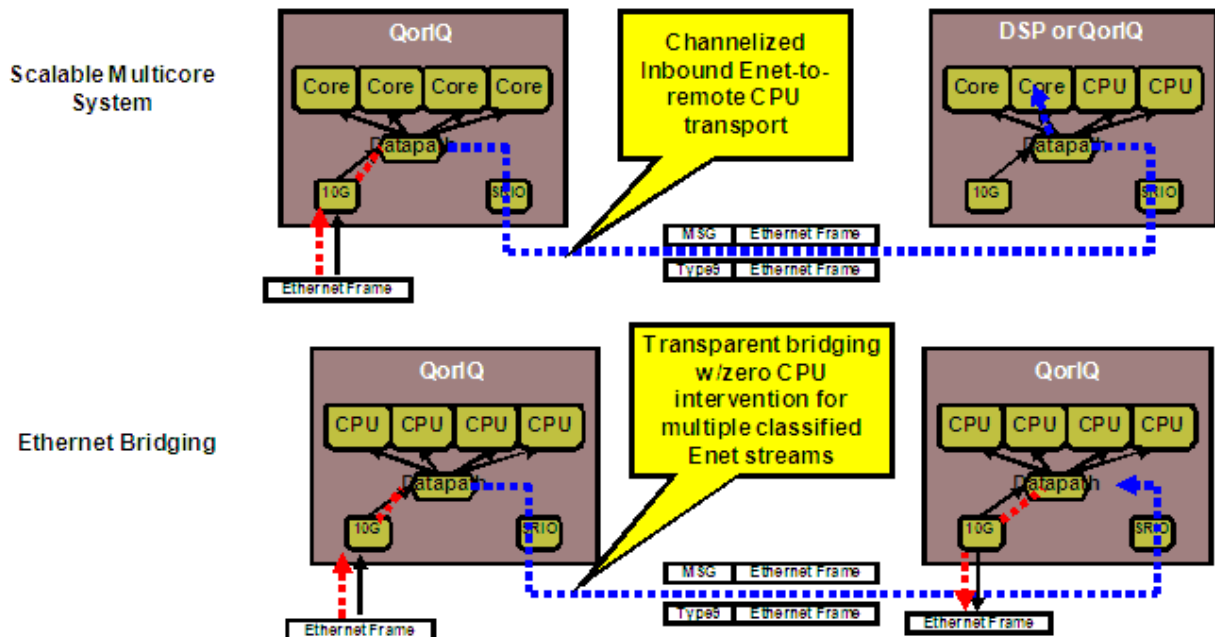 QorIQ
DSP or QorIQ
Scalable Multicore
System
Channelized
Inbound Enet-to-
remote CPU
transport
Core Core Core Core
Core Core CPU CPU
Datapath
Datapath
10G
SRIO
10G
SRIO
MSG Ethernet Frame
Type9 Ethernet Frame
Ethernet Frame
QorIQ
QorIQ
Ethernet Bridging
Transparent bridging
w/zero CPU
intervention for
multiple classified
Enet streams
CPU CPU CPU CPU
CPU CPU CPU CPU
Datapath
Datapath
10G
SRIO
10G
SRIO
MSG Ethernet Frame
Type9 Ethernet Frame
Ethernet Frame
Ethernet Frame